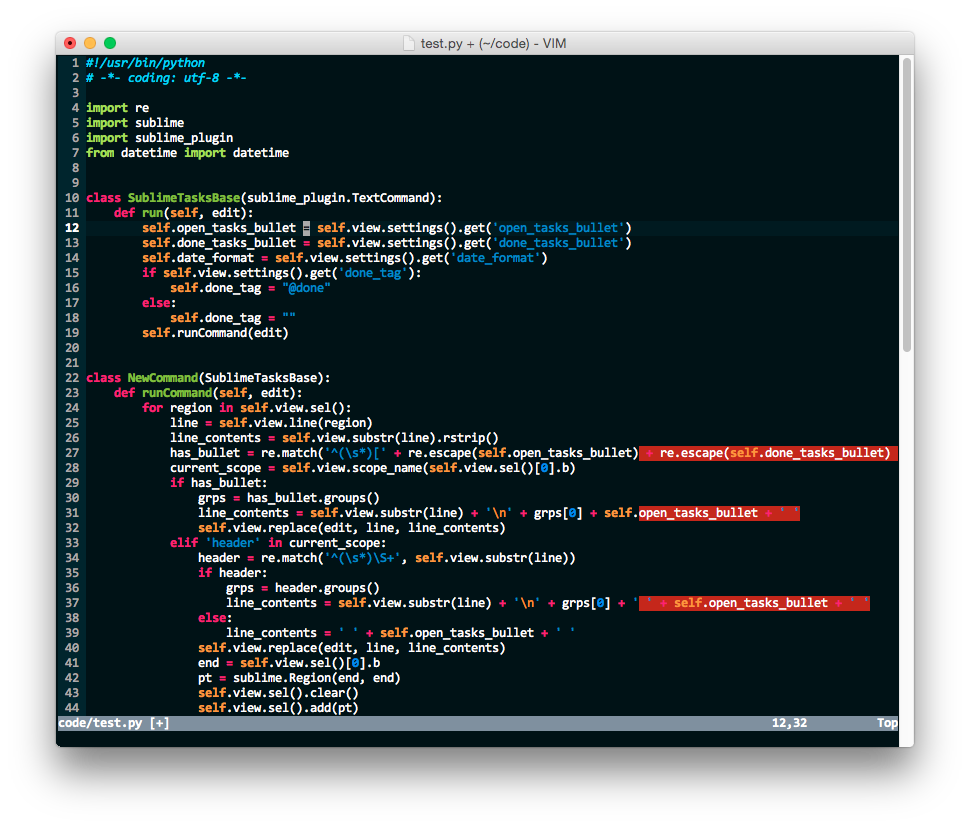 test.py + (~/code) - VIM
1 #!/usr/bin/python
2 # -*- coding: utf-8 -*-
3
4 import re
5 import sublime
6 import sublime_plugin
7 from datetime import datetime
8
9
10 class SublimeTasksBase(sublime_plugin.TextCommand):
11     def run(self, edit):
12         self.open_tasks_bullet = self.view.settings().get('open_tasks_bullet')
13         self.done_tasks_bullet = self.view.settings().get('done_tasks_bullet')
14         self.date_format = self.view.settings().get('date_format')
15         if self.view.settings().get('done_tag'):
16             self.done_tag = "@done"
17         else:
18             self.done_tag = ""
19         self.runCommand(edit)
20
21
22 class NewCommand(SublimeTasksBase):
23     def runCommand(self, edit):
24         for region in self.view.sel():
25             line = self.view.line(region)
26             line_contents = self.view.substr(line).rstrip()
27             has_bullet = re.match('^(\s*)[' + re.escape(self.open_tasks_bullet) + re.escape(self.done_tasks_bullet)
28             current_scope = self.view.scope_name(self.view.sel()[0].b)
29             if has_bullet:
30                 grps = has_bullet.groups()
31                 line_contents = self.view.substr(line) + '\n' + grps[0] + self.open_tasks_bullet + ' '
32                 self.view.replace(edit, line, line_contents)
33             elif 'header' in current_scope:
34                 header = re.match('^(\s*)\S+', self.view.substr(line))
35                 if header:
36                     grps = header.groups()
37                     line_contents = self.view.substr(line) + '\n' + grps[0] + ' ' + self.open_tasks_bullet + ' '
38                 else:
39                     line_contents = ' ' + self.open_tasks_bullet + ' '
40                 self.view.replace(edit, line, line_contents)
41                 end = self.view.sel()[0].b
42                 pt = sublime.Region(end, end)
43                 self.view.sel().clear()
44                 self.view.sel().add(pt)
code/test.py [+] 12,32 Top